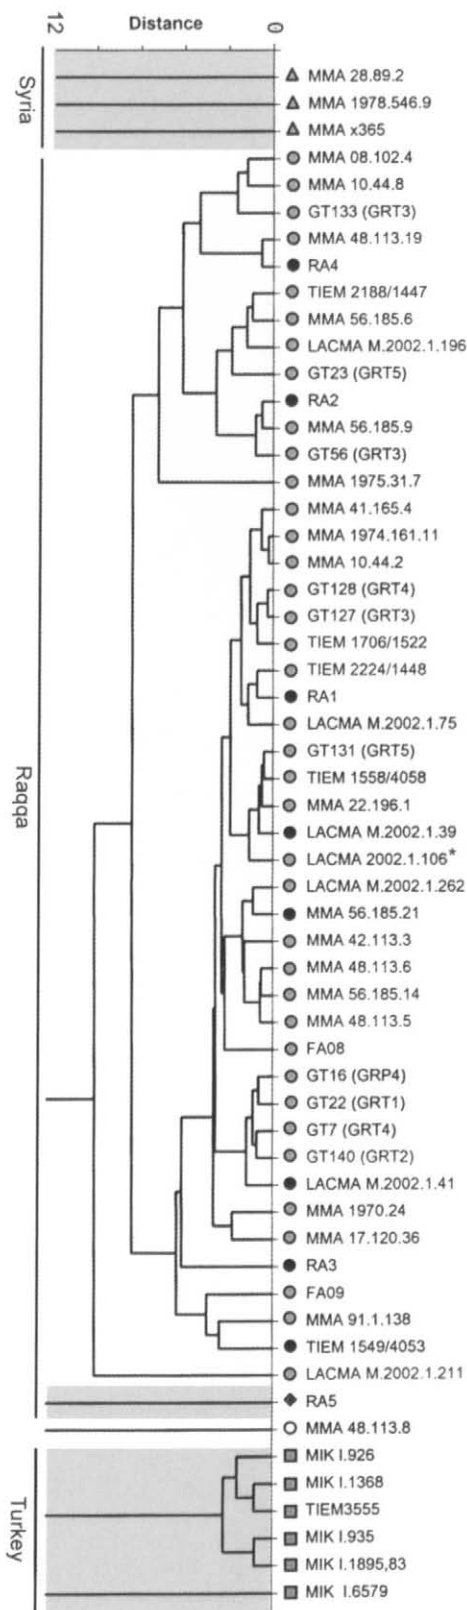 12 Distance 0
Syria
MMA 28.89.2
MMA 1978.546.9
MMA x365
Raqqa
MMA 08.102.4
MMA 10.44.8
GT133 (GRT3)
MMA 48.113.19
RA4
TIEM 2188/1447
MMA 56.185.6
LACMA M.2002.1.196
GT23 (GRT5)
RA2
MMA 56.185.9
GT56 (GRT3)
MMA 1975.31.7
MMA 41.165.4
MMA 1974.161.11
MMA 10.44.2
GT128 (GRT4)
GT127 (GRT3)
TIEM 1706/1522
TIEM 2224/1448
RA1
LACMA M.2002.1.75
GT131 (GRT5)
TIEM 1558/4058
MMA 22.196.1
LACMA M.2002.1.39
LACMA 2002.1.106*
LACMA M.2002.1.262
MMA 56.185.21
MMA 42.113.3
MMA 48.113.6
MMA 56.185.14
MMA 48.113.5
FA08
GT16 (GRP4)
GT22 (GRT1)
GT7 (GRT4)
GT140 (GRT2)
LACMA M.2002.1.41
MMA 1970.24
MMA 17.120.36
RA3
FA09
MMA 91.1.138
TIEM 1549/4053
LACMA M.2002.1.211
RA5
MMA 48.113.8
Turkey
MIK I.926
MIK I.1368
TIEM3555
MIK I.935
MIK I.1895,83
MIK I.6579